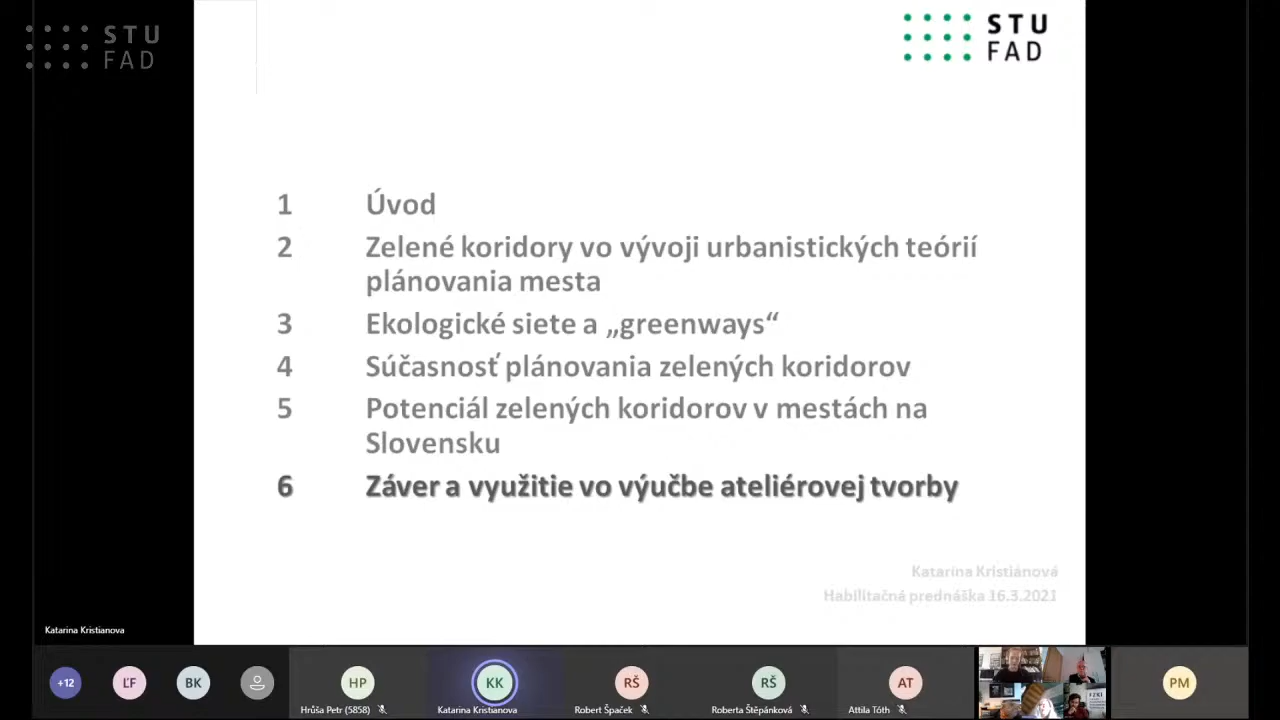 STU
FAD
STU
FAD
1 Úvod
2 Zelené koridory vo vývoji urbanistických teórií
plánovania mesta
3 Ekologické siete a „greenways“
4 Súčasnosť plánovania zelených koridorov
5 Potenciál zelených koridorov v mestách na
Slovensku
6 Záver a využitie vo výučbe ateliérovej tvorby
Katarína Kristiánová
Habilitačná prednáška 16.3.2021
Katarina Kristianova
+12
ĽF
BK
HP
KK
RŠ
RŠ
AT
PM
Hrůša Petr (5858)
Katarina Kristianova
Robert Špaček
Roberta Štěpánková
Attila Tóth